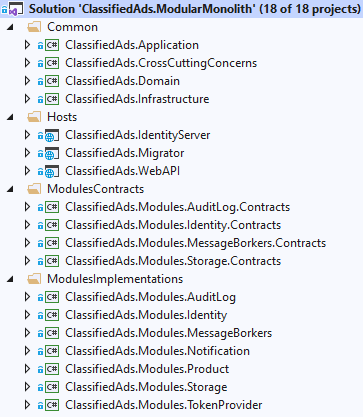 Solution 'ClassifiedAds.ModularMonolith' (18 of 18 projects)
Common
C# ClassifiedAds.Application
C# ClassifiedAds.CrossCuttingConcerns
C# ClassifiedAds.Domain
C# ClassifiedAds.Infrastructure
Hosts
ClassifiedAds.IdentityServer
ClassifiedAds.Migrator
ClassifiedAds.WebAPI
ModulesContracts
C# ClassifiedAds.Modules.AuditLog.Contracts
C# ClassifiedAds.Modules.Identity.Contracts
C# ClassifiedAds.Modules.MessageBorkers.Contracts
C# ClassifiedAds.Modules.Storage.Contracts
ModulesImplementations
C# ClassifiedAds.Modules.AuditLog
C# ClassifiedAds.Modules.Identity
C# ClassifiedAds.Modules.MessageBorkers
C# ClassifiedAds.Modules.Notification
C# ClassifiedAds.Modules.Product
C# ClassifiedAds.Modules.Storage
C# ClassifiedAds.Modules.TokenProvider